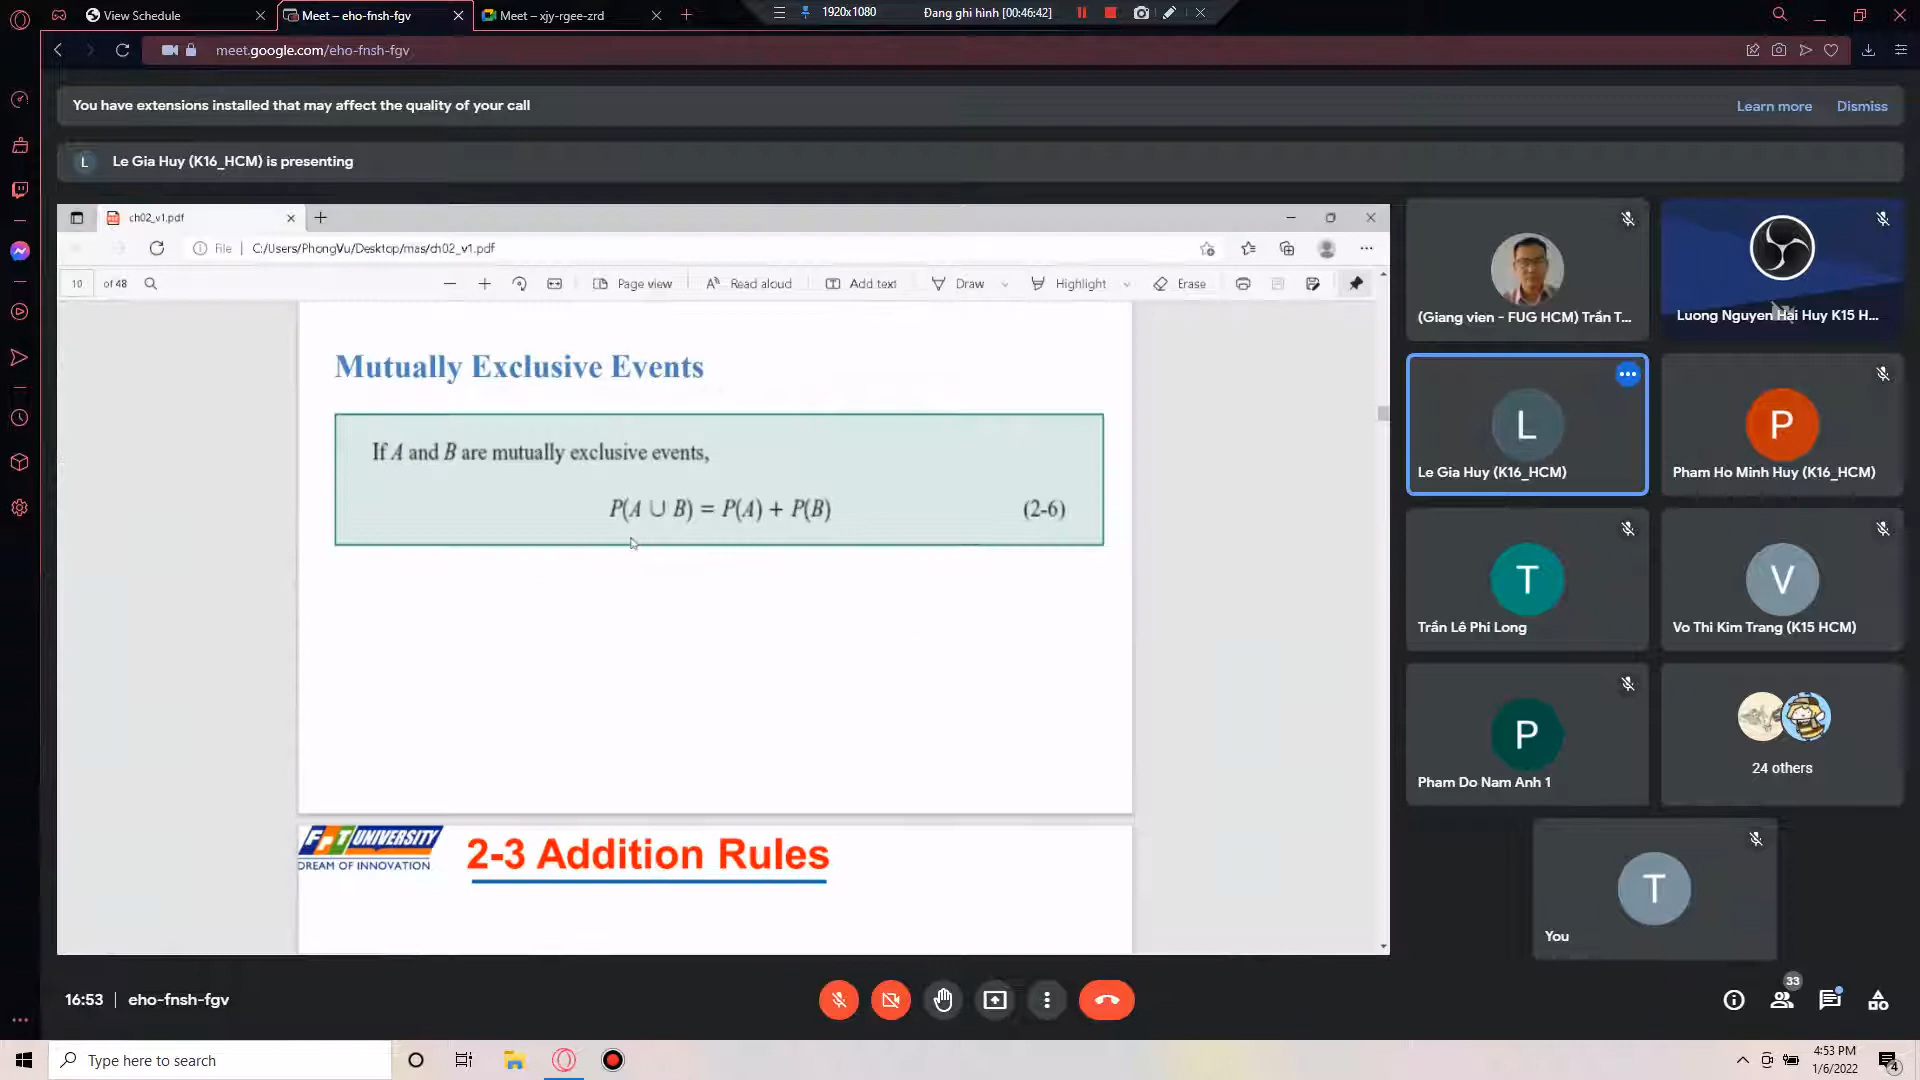 View Schedule
Meet – eho-fnsh-fgv
Meet – xjy-rgee-zrd
1920x1080
Đang ghi hình [00:46:42]
meet.google.com/eho-fnsh-fgv
You have extensions installed that may affect the quality of your call
Learn more
Dismiss
L
Le Gia Huy (K16_HCM) is presenting
ch02_v1.pdf
File
C:/Users/PhongVu/Desktop/mas/ch02_v1.pdf
10
of 48
Page view
Read aloud
Add text
Draw
Highlight
Erase
Mutually Exclusive Events
If A and B are mutually exclusive events,
P(A ∪ B) = P(A) + P(B)
(2-6)
FPT UNIVERSITY
DREAM OF INNOVATION
2-3 Addition Rules
(Giang vien - FUG HCM) Trần T...
Luong Nguyen Hai Huy K15 H...
L
Le Gia Huy (K16_HCM)
P
Pham Ho Minh Huy (K16_HCM)
T
Trần Lê Phi Long
V
Vo Thi Kim Trang (K15 HCM)
P
Pham Do Nam Anh 1
24 others
T
You
16:53
eho-fnsh-fgv
33
Type here to search
4:53 PM
1/6/2022
4